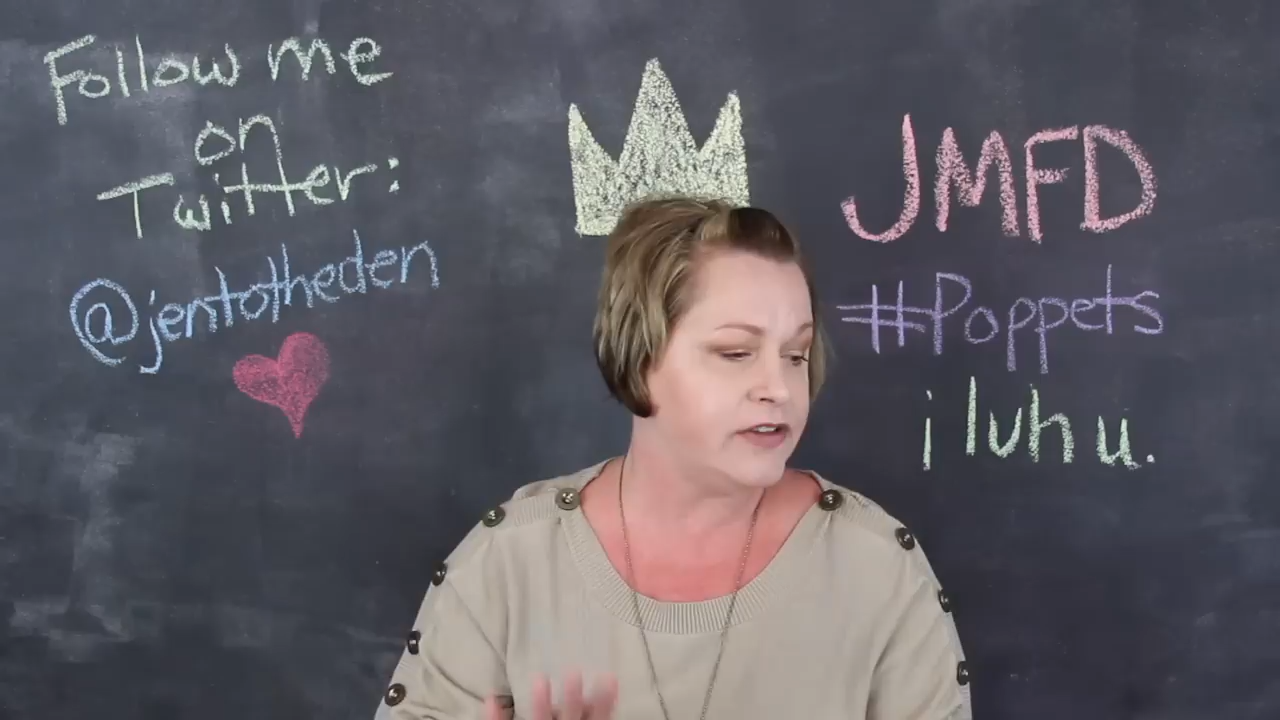 Follow me
on
Twitter:
@jentotheden
JMFD
#Poppets
i luh u.